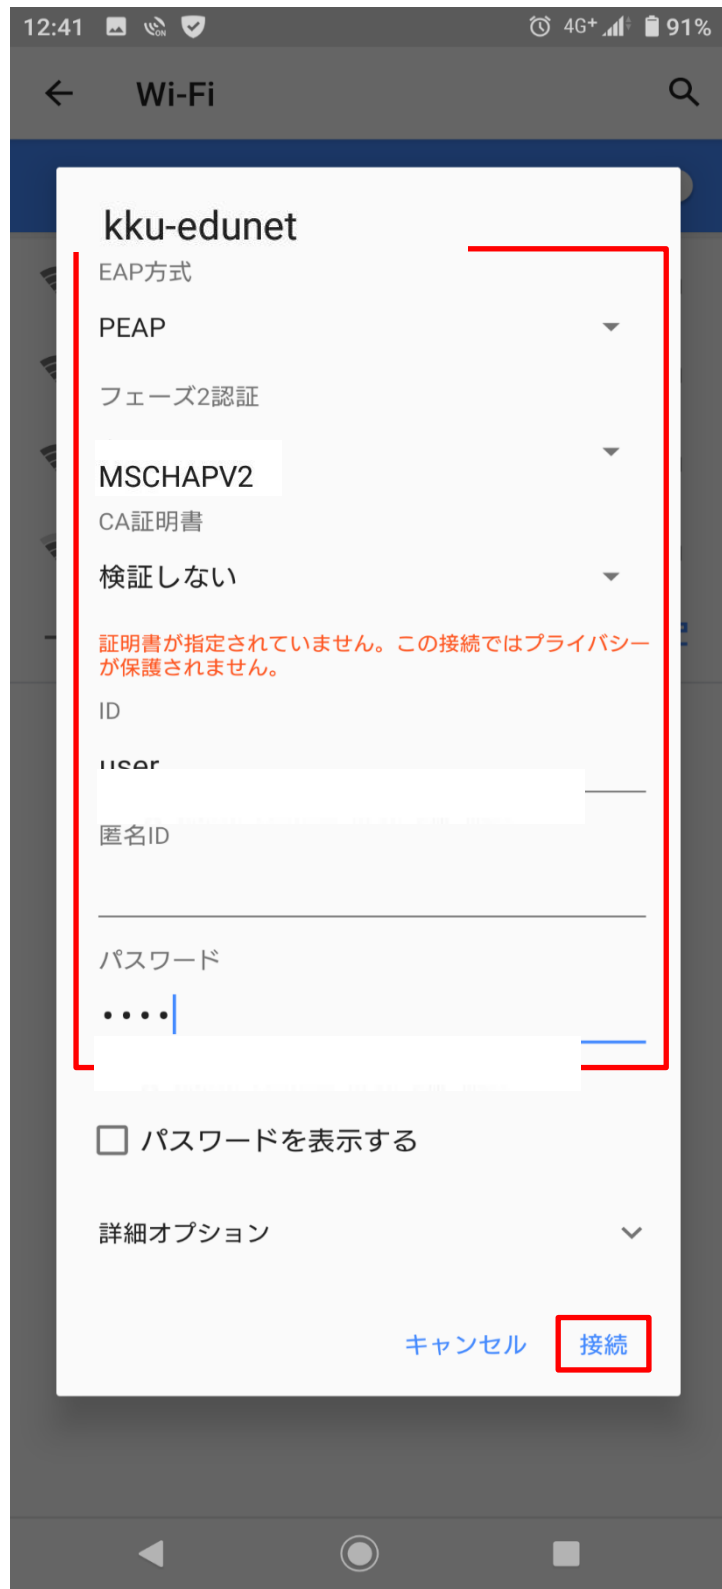 12:41 4G+ 91%
Wi-Fi
kku-edunet
EAP方式
PEAP
フェーズ2認証
MSCHAPV2
CA証明書
検証しない
証明書が指定されていません。この接続ではプライバシー
が保護されません。
ID
user
匿名ID
パスワード
••••
パスワードを表示する
詳細オプション
キャンセル 接続